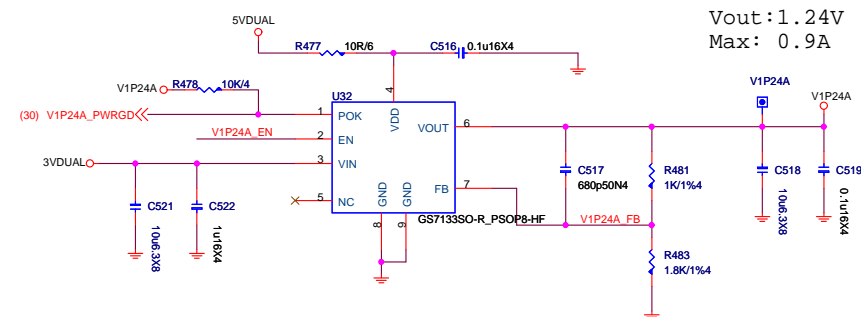 Vout:1.24V
Max: 0.9A
5VDUAL
R477
10R/6
C516
0.1u16X4
V1P24A
R478
10K/4
U32
4
V1P24A
V1P24A
(30) V1P24A_PWRGD
1
POK
VDD
VOUT
6
V1P24A_EN
2
EN
3VDUAL
3
VIN
C517
680p50N4
R481
1K/1%4
C518
10u6.3X8
C519
0.1u16X4
5
NC
GND
GND
FB
7
C521
10u6.3X8
C522
1u16X4
8
9
GS7133SO-R_PSOP8-HF
V1P24A_FB
R483
1.8K/1%4